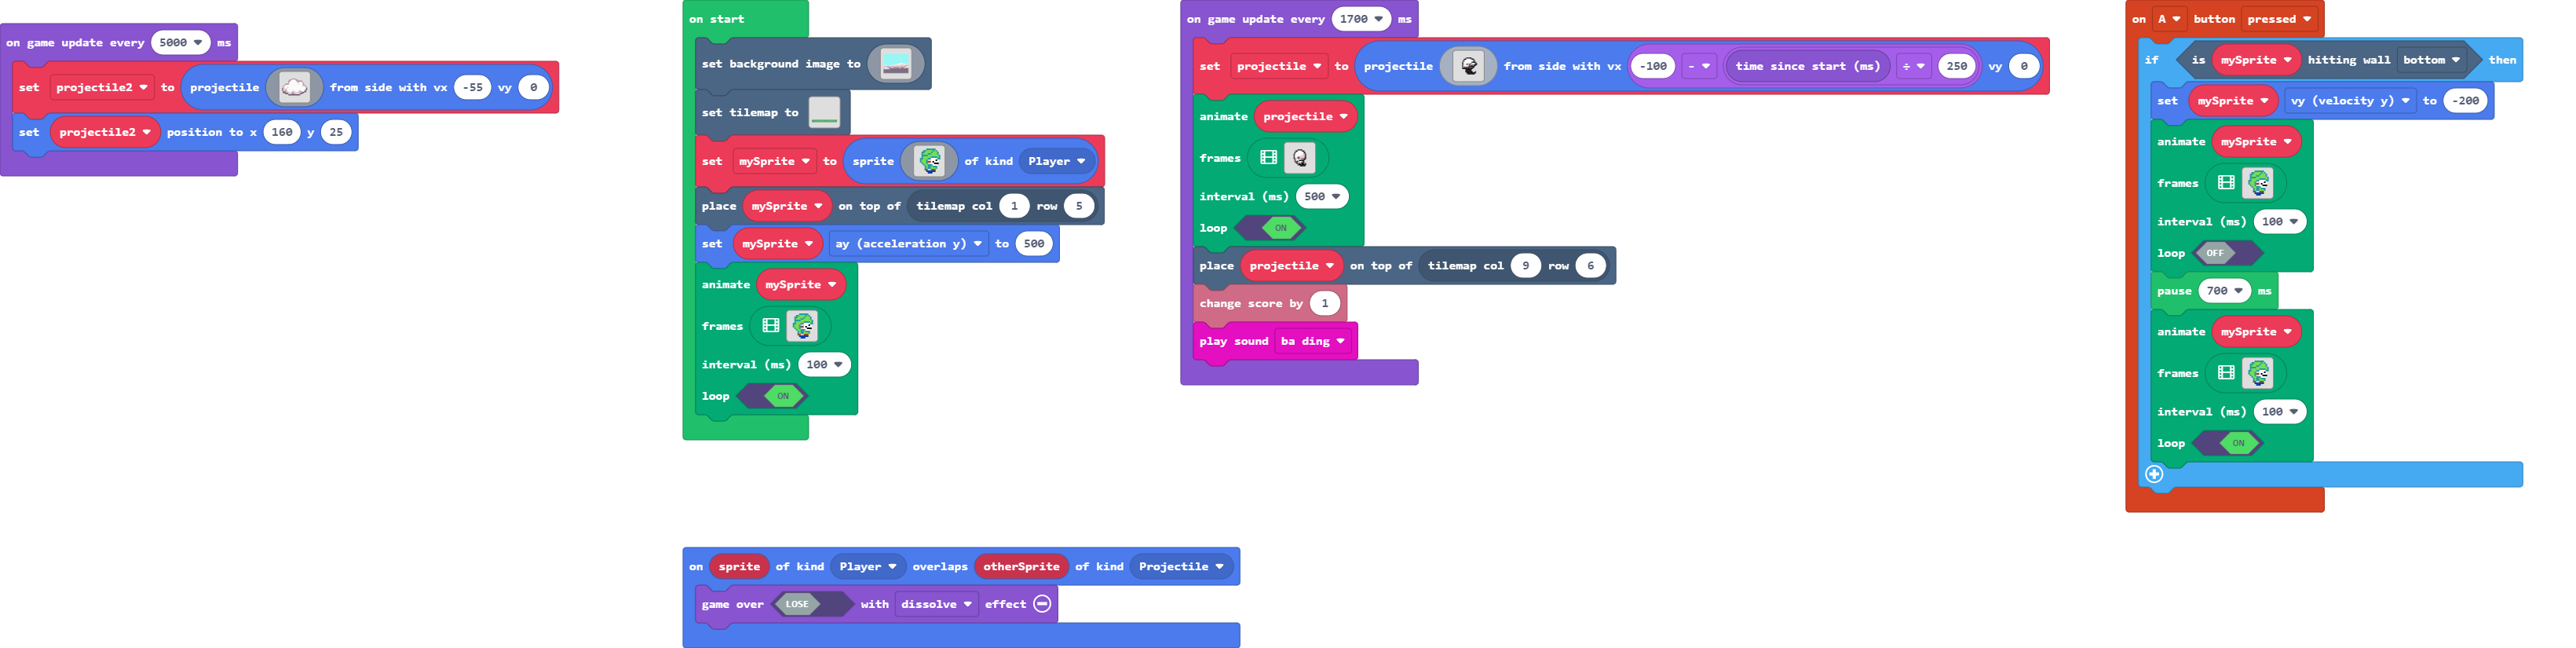 on game update every 5000 ms
set projectile2 to projectile from side with vx -55 vy 0
set projectile2 position to x 160 y 25
on start
set background image to
set tilemap to
set mySprite to sprite of kind Player
place mySprite on top of tilemap col 1 row 5
set mySprite ay (acceleration y) to 500
animate mySprite
frames
interval (ms) 100
loop ON
on game update every 1700 ms
set projectile to projectile from side with vx -100 - time since start (ms) ÷ 250 vy 0
animate projectile
frames
interval (ms) 500
loop ON
place projectile on top of tilemap col 9 row 6
change score by 1
play sound ba ding
on A button pressed
if is mySprite hitting wall bottom then
set mySprite vy (velocity y) to -200
animate mySprite
frames
interval (ms) 100
loop OFF
pause 700 ms
animate mySprite
frames
interval (ms) 100
loop ON
on sprite of kind Player overlaps otherSprite of kind Projectile
game over LOSE with dissolve effect